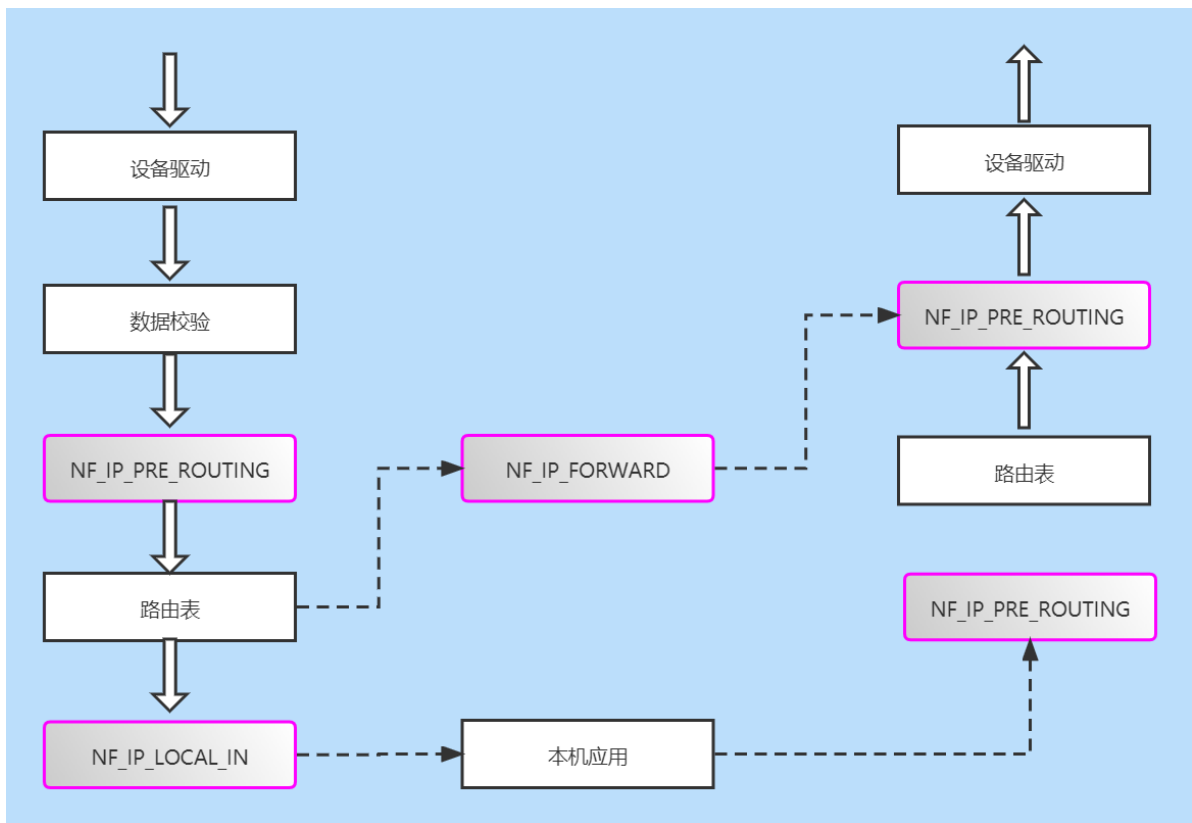 设备驱动
数据校验
NF_IP_PRE_ROUTING
路由表
NF_IP_LOCAL_IN
NF_IP_FORWARD
本机应用
设备驱动
NF_IP_PRE_ROUTING
路由表
NF_IP_PRE_ROUTING